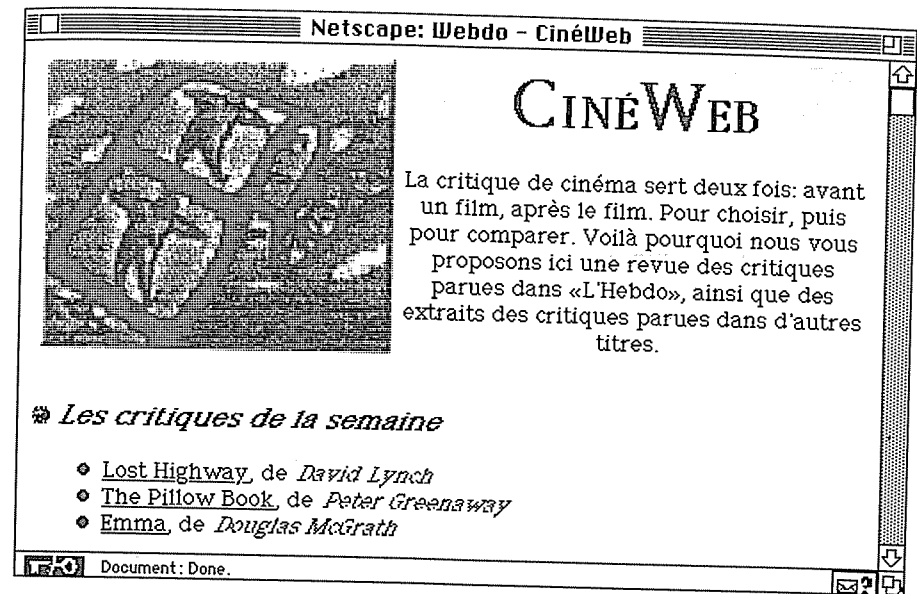 Netscape: Webdo - CinéWeb
CINÉWEB
La critique de cinéma sert deux fois: avant
un film, après le film. Pour choisir, puis
pour comparer. Voilà pourquoi nous vous
proposons ici une revue des critiques
parues dans «L'Hebdo», ainsi que des
extraits des critiques parues dans d'autres
titres.
Les critiques de la semaine
Lost Highway, de David Lynch
The Pillow Book, de Peter Greenaway
Emma, de Douglas McGrath
Document: Done.